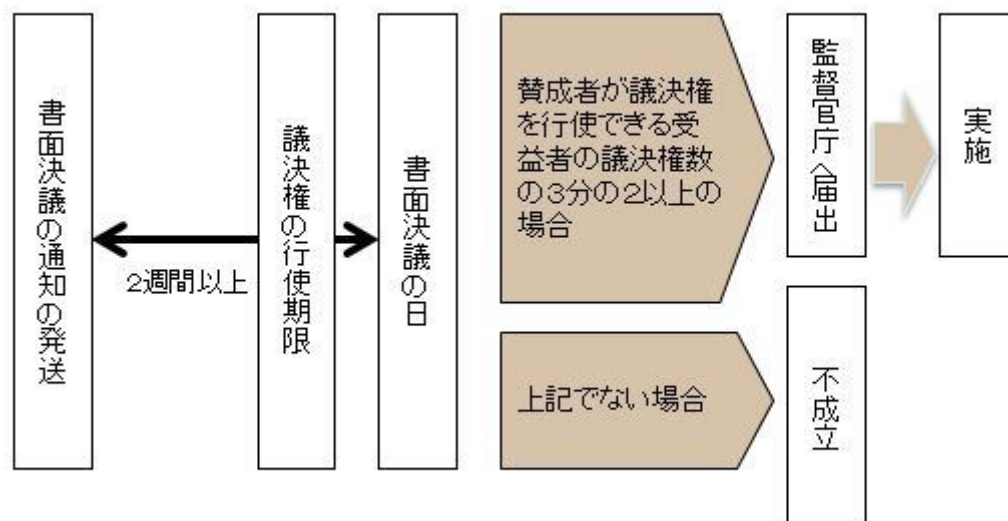 書面決議の通知の発送
2週間以上
議決権の行使期限
書面決議の日
賛成者が議決権
を行使できる受
益者の議決権数
の3分の2以上の
場合
監督官庁へ届出
実施
上記でない場合
不成立